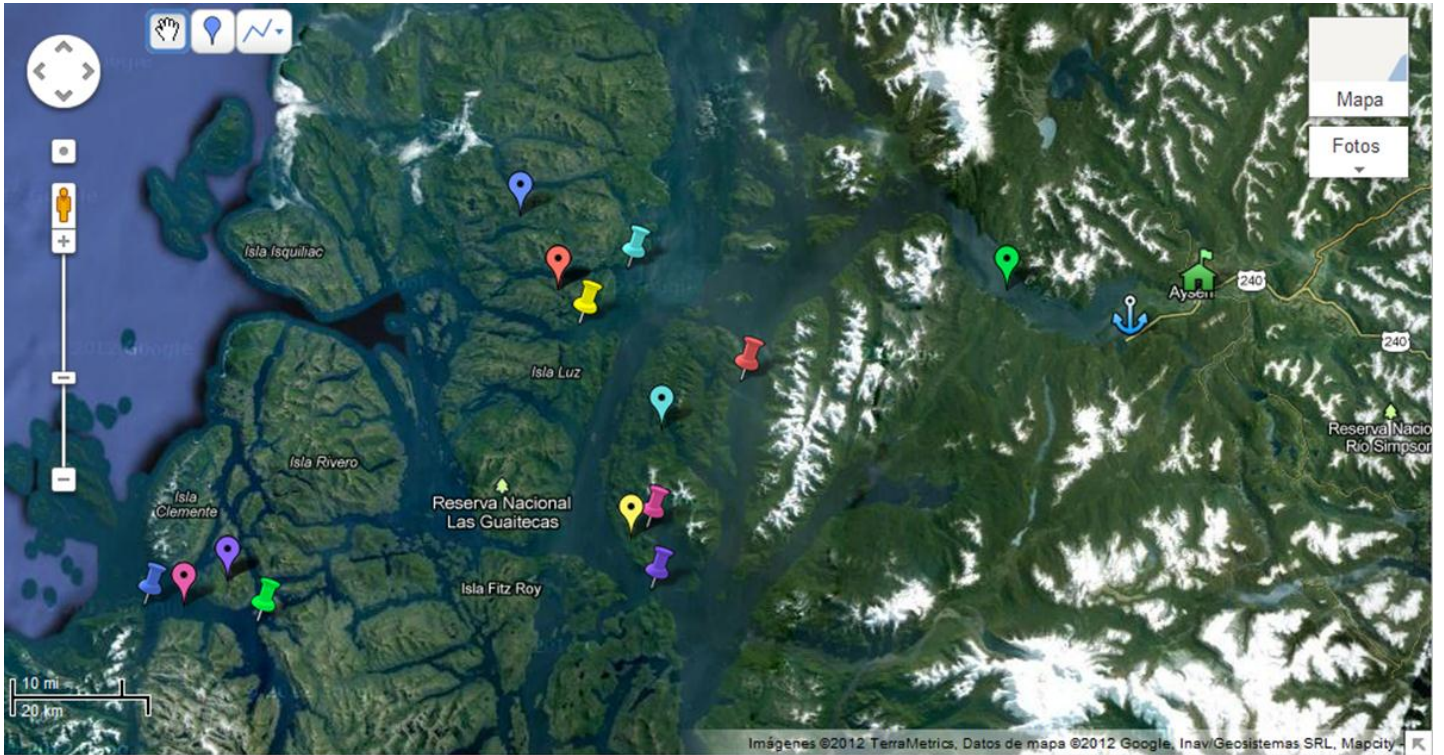 Mapa
Fotos
Isla Isquiliac
Aysén
240
240
Isla Luz
Reserva Nacio
Río Simpson
Isla Rivero
Isla
Clemente
Reserva Nacional
Las Guaitecas
Isla Fitz Roy
10 mi
20 km
Imágenes ©2012 TerraMetrics, Datos de mapa ©2012 Google, Inav/Geosistemas SRL, Mapcity